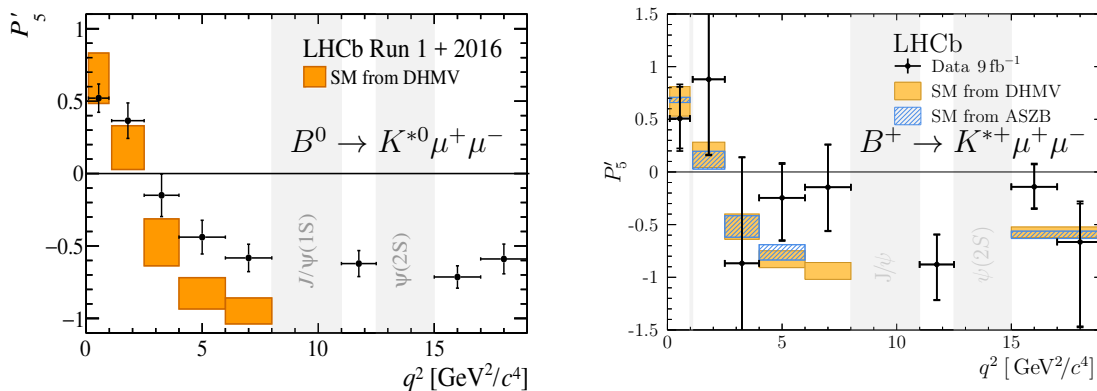 P′5
1
0.5
0
−0.5
−1
LHCb Run 1 + 2016
SM from DHMV
B⁰ → K*⁰μ⁺μ⁻
J/ψ(1S)
ψ(2S)
0 5 10 15
q² [GeV²/c⁴]
P′5
1.5
1.0
0.5
0
-0.5
-1.0
-1.5
LHCb
Data 9 fb⁻¹
SM from DHMV
SM from ASZB
B⁺ → K*⁺μ⁺μ⁻
J/ψ
ψ(2S)
0 5 10 15
q² [GeV²/c⁴]